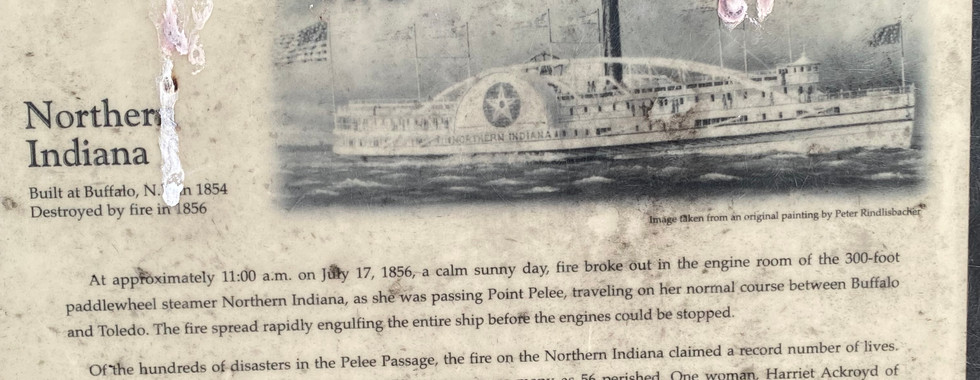 Northern
Indiana
Built at Buffalo, N.Y. in 1854
Destroyed by fire in 1856
NORTHERN INDIANA
Image taken from an original painting by Peter Rindlisbacher
At approximately 11:00 a.m. on July 17, 1856, a calm sunny day, fire broke out in the engine room of the 300-foot
paddlewheel steamer Northern Indiana, as she was passing Point Pelee, traveling on her normal course between Buffalo
and Toledo. The fire spread rapidly engulfing the entire ship before the engines could be stopped.
Of the hundreds of disasters in the Pelee Passage, the fire on the Northern Indiana claimed a record number of lives.
as 56 perished. One woman, Harriet Ackroyd of